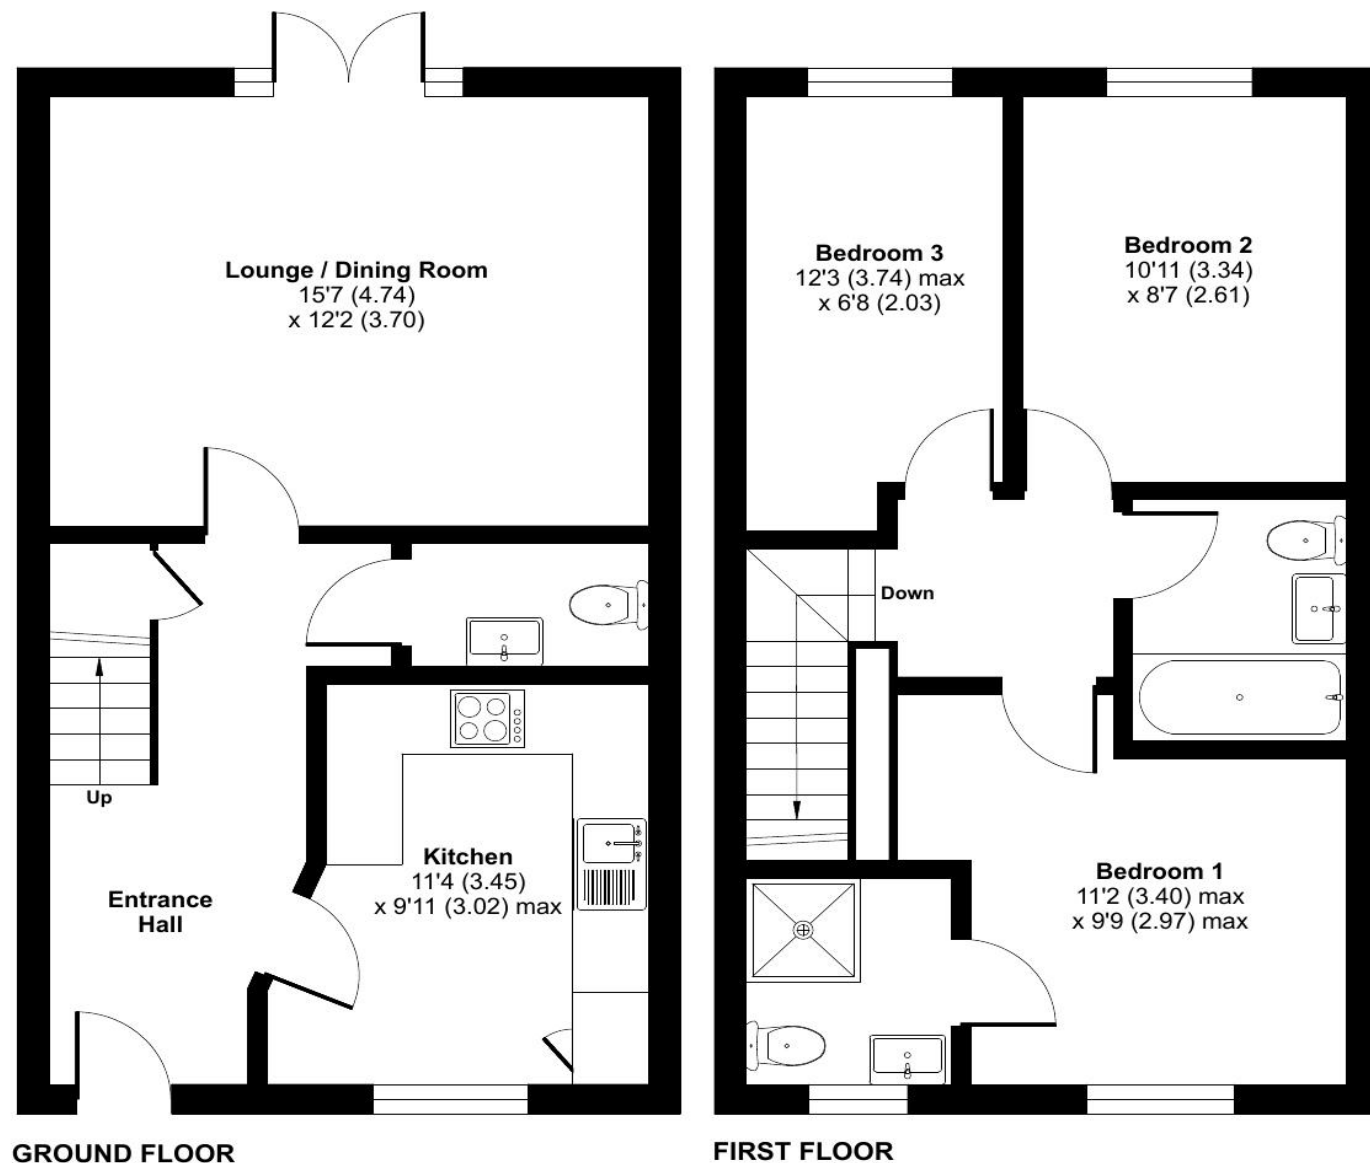 Lounge / Dining Room
15'7 (4.74)
x 12'2 (3.70)
Up
Entrance
Hall
Kitchen
11'4 (3.45)
x 9'11 (3.02) max
GROUND FLOOR
Bedroom 3
12'3 (3.74) max
x 6'8 (2.03)
Bedroom 2
10'11 (3.34)
x 8'7 (2.61)
Down
Bedroom 1
11'2 (3.40) max
x 9'9 (2.97) max
FIRST FLOOR